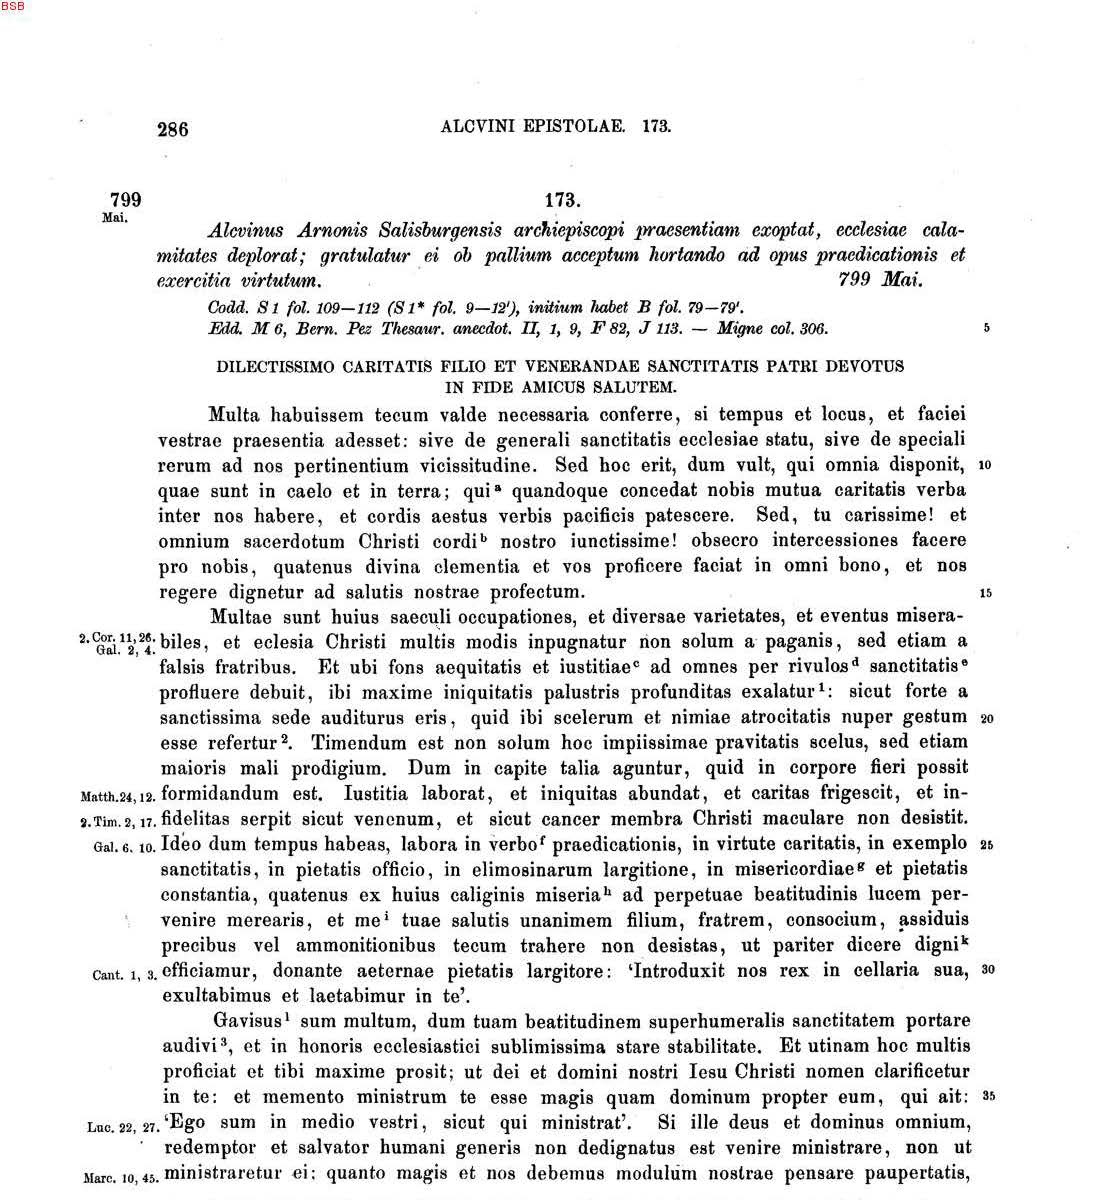 BSB
286 ALCVINI EPISTOLAE. 173.
799 173.
Mai.
Alcvinus Arnonis Salisburgensis archiepiscopi praesentiam exoptat, ecclesiae cala-
mitates deplorat; gratulatur ei ob pallium acceptum hortando ad opus praedicationis et
exercitia virtutum. 799 Mai.
Codd. S 1 fol. 109—112 (S 1* fol. 9—12'), initium habet B fol. 79—79'.
Edd. M 6, Bern. Pez Thesaur. anecdot. II, 1, 9, F 82, J 113. — Migne col. 306. 5
DILECTISSIMO CARITATIS FILIO ET VENERANDAE SANCTITATIS PATRI DEVOTUS
IN FIDE AMICUS SALUTEM.
Multa habuissem tecum valde necessaria conferre, si tempus et locus, et faciei
vestrae praesentia adesset: sive de generali sanctitatis ecclesiae statu, sive de speciali
rerum ad nos pertinentium vicissitudine. Sed hoc erit, dum vult, qui omnia disponit, 10
quae sunt in caelo et in terra; qui a quandoque concedat nobis mutua caritatis verba
inter nos habere, et cordis aestus verbis pacificis patescere. Sed, tu carissime! et
omnium sacerdotum Christi cordi b nostro iunctissime! obsecro intercessiones facere
pro nobis, quatenus divina clementia et vos proficere faciat in omni bono, et nos
regere dignetur ad salutis nostrae profectum. 15
Multae sunt huius saeculi occupationes, et diversae varietates, et eventus misera-
2. Cor. 11, 26. Gal. 2, 4. biles, et eclesia Christi multis modis inpugnatur non solum a paganis, sed etiam a
falsis fratribus. Et ubi fons aequitatis et iustitiae c ad omnes per rivulos d sanctitatis e
profluere debuit, ibi maxime iniquitatis palustris profunditas exalatur 1: sicut forte a
sanctissima sede auditurus eris, quid ibi scelerum et nimiae atrocitatis nuper gestum 20
esse refertur 2. Timendum est non solum hoc impiissimae pravitatis scelus, sed etiam
maioris mali prodigium. Dum in capite talia aguntur, quid in corpore fieri possit
Matth. 24, 12. formidandum est. Iustitia laborat, et iniquitas abundat, et caritas frigescit, et in-
2. Tim. 2, 17. fidelitas serpit sicut venenum, et sicut cancer membra Christi maculare non desistit.
Gal. 6. 10. Ideo dum tempus habeas, labora in verbo f praedicationis, in virtute caritatis, in exemplo 25
sanctitatis, in pietatis officio, in elimosinarum largitione, in misericordiae g et pietatis
constantia, quatenus ex huius caliginis miseria h ad perpetuae beatitudinis lucem per-
venire merearis, et me i tuae salutis unanimem filium, fratrem, consocium, assiduis
precibus vel ammonitionibus tecum trahere non desistas, ut pariter dicere digni k
Cant. 1, 3. efficiamur, donante aeternae pietatis largitore: ‘Introduxit nos rex in cellaria sua, 30
exultabimus et laetabimur in te’.
Gavisus l sum multum, dum tuam beatitudinem superhumeralis sanctitatem portare
audivi 3, et in honoris ecclesiastici sublimissima stare stabilitate. Et utinam hoc multis
proficiat et tibi maxime prosit; ut dei et domini nostri Iesu Christi nomen clarificetur
in te: et memento ministrum te esse magis quam dominum propter eum, qui ait: 35
Luc. 22, 27. ‘Ego sum in medio vestri, sicut qui ministrat’. Si ille deus et dominus omnium,
redemptor et salvator humani generis non dedignatus est venire ministrare, non ut
Marc. 10, 45. ministraretur ei: quanto magis et nos debemus modulum nostrae pensare paupertatis,